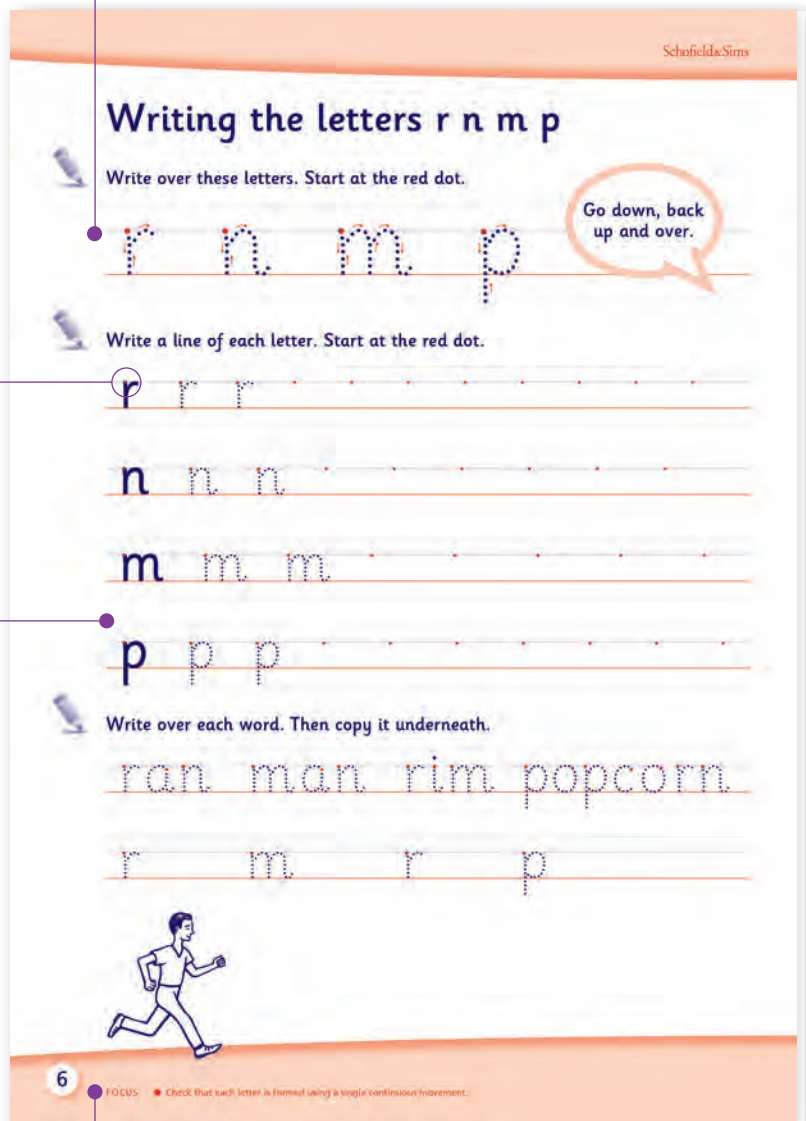 Schofield&Sims
Writing the letters r n m p
Write over these letters. Start at the red dot.
Go down, back
up and over.
r n m p
Write a line of each letter. Start at the red dot.
r r r
n n n
m m m
p p p
Write over each word. Then copy it underneath.
ran man rim popcorn
r m r p
6
FOCUS • Check that each letter is formed using a single continuous movement.